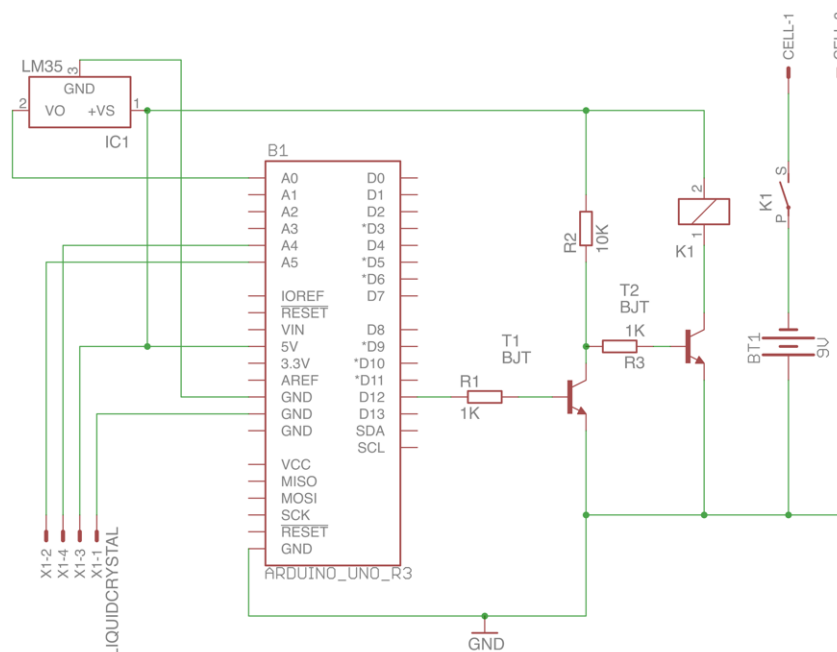 LM35
3
GND
2
VO
+VS
1
IC1
B1
A0
A1
A2
A3
A4
A5
IOREF
RESET
VIN
5V
3.3V
AREF
GND
GND
GND
VCC
MISO
MOSI
SCK
RESET
GND
D0
D1
D2
*D3
D4
*D5
*D6
D7
D8
*D9
*D10
*D11
D12
D13
SDA
SCL
ARDUINO_UNO_R3
X1-2
X1-4
X1-3
X1-1
LIQUIDCRYSTAL
GND
R1
1K
T1
BJT
R2
10K
T2
BJT
1K
R3
2
1
K1
CELL-1
S
K1
P
BT1
9V